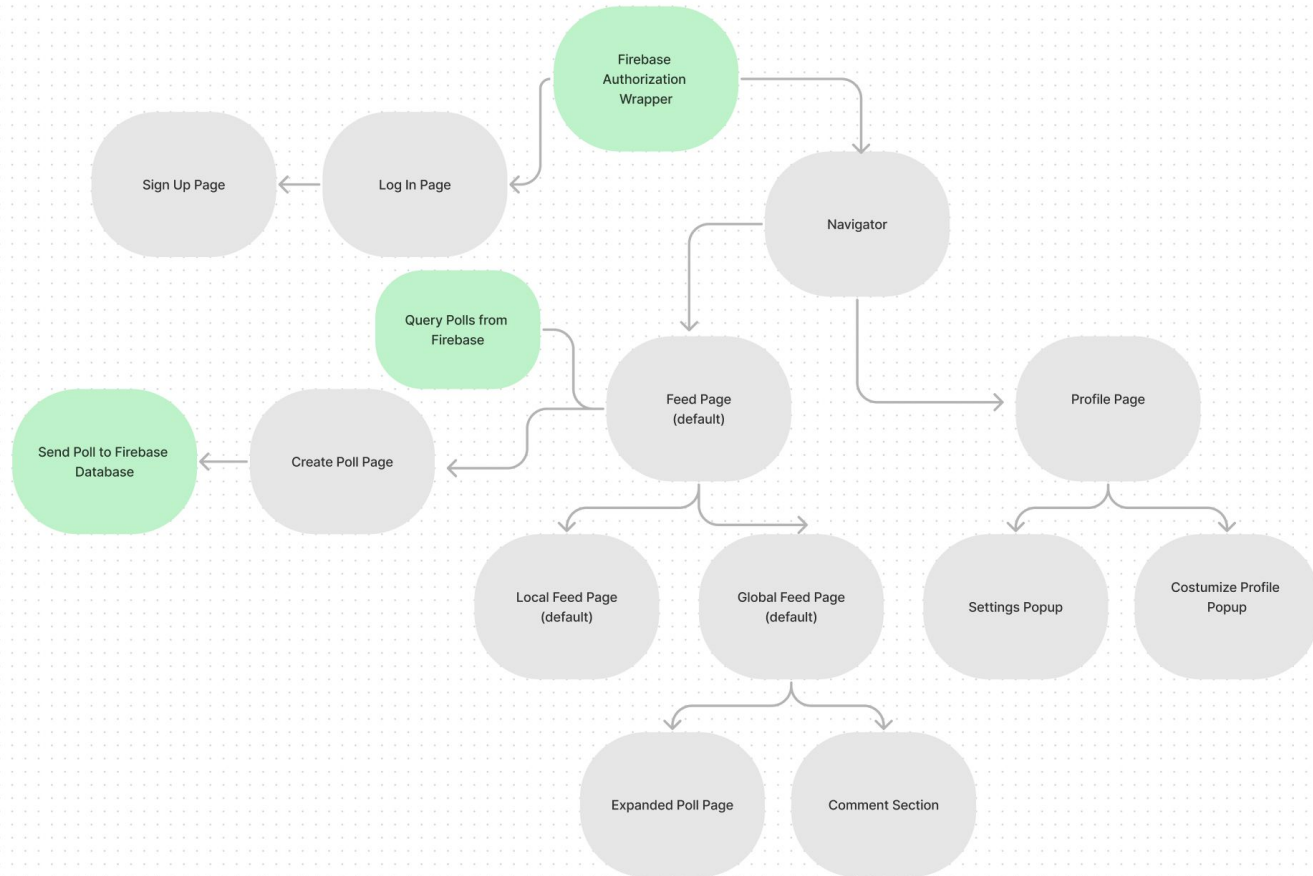 Firebase
Authorization
Wrapper
Sign Up Page
Log In Page
Navigator
Query Polls from
Firebase
Feed Page
(default)
Profile Page
Send Poll to Firebase
Database
Create Poll Page
Local Feed Page
(default)
Global Feed Page
(default)
Settings Popup
Costumize Profile
Popup
Expanded Poll Page
Comment Section